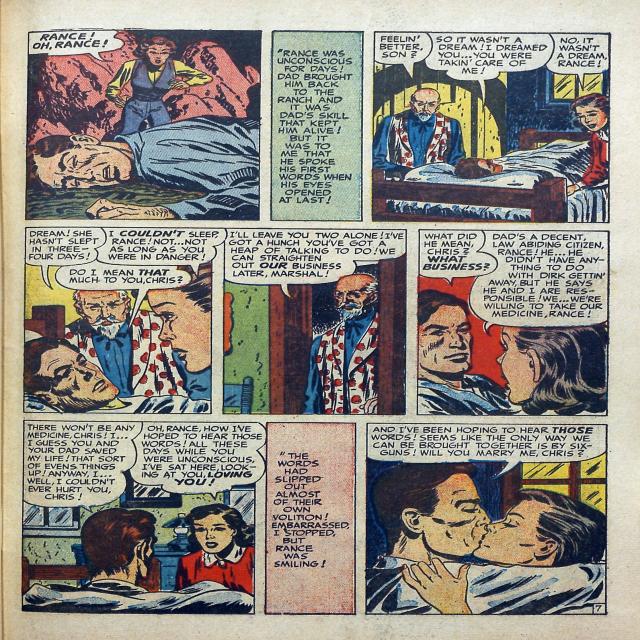 RANCE!
OH, RANCE!
"RANCE WAS
UNCONSCIOUS
FOR DAYS!
DAD BROUGHT
HIM BACK
TO THE
RANCH AND
IT WAS
DAD'S SKILL
THAT KEPT
HIM ALIVE!
BUT IT
WAS TO
ME THAT
HE SPOKE
HIS FIRST
WORDS WHEN
HIS EYES
OPENED
AT LAST!
FEELIN'
BETTER,
SON?
SO IT WASN'T A
DREAM! I DREAMED
YOU...YOU WERE
TAKIN' CARE OF
ME!
NO, IT
WASN'T
A DREAM,
RANCE!
DREAM! SHE
HASN'T SLEPT
IN THREE--
FOUR DAYS!
I COULDN'T SLEEP,
RANCE! NOT...NOT
AS LONG AS YOU
WERE IN DANGER!
DO I MEAN THAT
MUCH TO YOU, CHRIS?
I'LL LEAVE YOU TWO ALONE! I'VE
GOT A HUNCH YOU'VE GOT A
HEAP OF TALKING TO DO! WE
CAN STRAIGHTEN
OUT OUR BUSINESS
LATER, MARSHAL!
WHAT DID
HE MEAN,
CHRIS?
WHAT
BUSINESS?
DAD'S A DECENT,
LAW ABIDING CITIZEN,
RANCE! HE... HE
DIDN'T HAVE ANY-
THING TO DO
WITH DIRK GETTIN'
AWAY, BUT HE SAYS
HE AND I ARE RES-
PONSIBLE! WE...WE'RE
WILLING TO TAKE OUR
MEDICINE, RANCE!
THERE WON'T BE ANY
MEDICINE, CHRIS! I...
I GUESS YOU AND
YOUR DAD SAVED
MY LIFE! THAT SORT
OF EVENS THINGS
UP! ANYWAY, I...
WELL, I COULDN'T
EVER HURT YOU,
CHRIS!
OH, RANCE, HOW I'VE
HOPED TO HEAR THOSE
WORDS! ALL THESE
DAYS WHILE YOU
WERE UNCONSCIOUS,
I'VE SAT HERE, LOOK-
ING AT YOU, LOVING
YOU!
"THE
WORDS
HAD
SLIPPED
OUT
ALMOST
OF THEIR
OWN
VOLITION!
EMBARRASSED,
I STOPPED,
BUT
RANCE
WAS
SMILING!
AND I'VE BEEN HOPING TO HEAR THOSE
WORDS! SEEMS LIKE THE ONLY WAY WE
CAN BE BROUGHT TOGETHER IS BY SIX-
GUNS! WILL YOU MARRY ME, CHRIS?
7